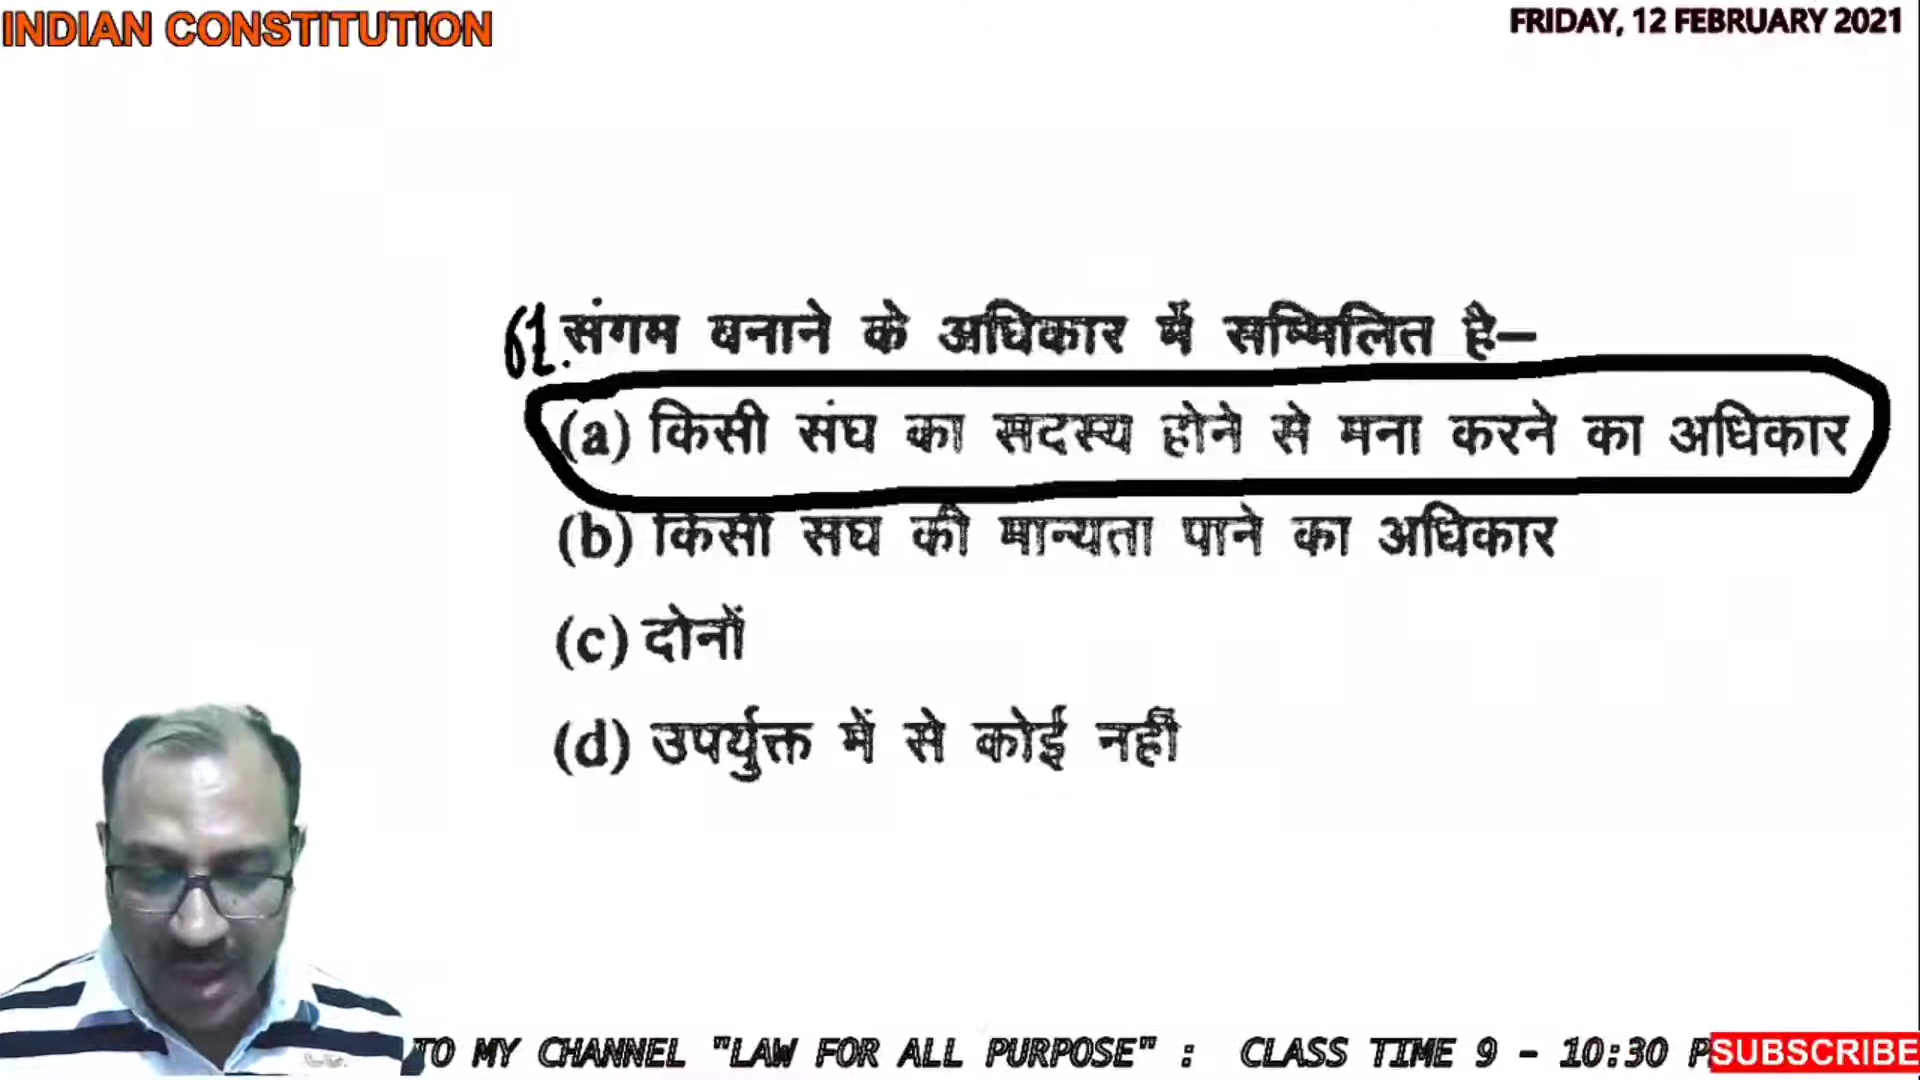 INDIAN CONSTITUTION
FRIDAY, 12 FEBRUARY 2021
61. संगम बनाने के अधिकार में सम्मिलित है–
(a) किसी संघ का सदस्य होने से मना करने का अधिकार
(b) किसी संघ की मान्यता पाने का अधिकार
(c) दोनों
(d) उपर्युक्त में से कोई नहीं
TO MY CHANNEL "LAW FOR ALL PURPOSE" : CLASS TIME 9 - 10:30 P
SUBSCRIBE